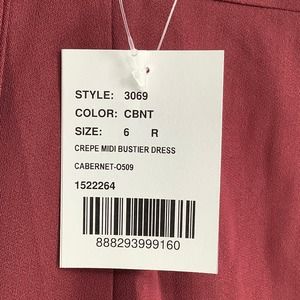 STYLE: 3069
COLOR: CBNT
SIZE: 6 R
CREPE MIDI BUSTIER DRESS
CABERNET-O509
1522264
888293999160